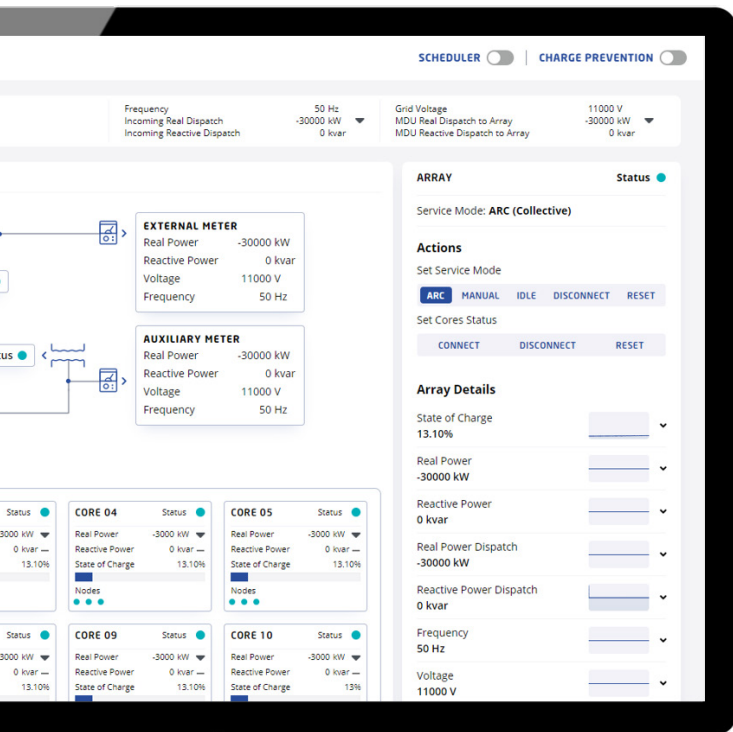 SCHEDULER | CHARGE PREVENTION
Frequency 50 Hz
Incoming Real Dispatch -30000 kW
Incoming Reactive Dispatch 0 kvar
Grid Voltage 11000 V
MDU Real Dispatch to Array -30000 kW
MDU Reactive Dispatch to Array 0 kvar
EXTERNAL METER
Real Power -30000 kW
Reactive Power 0 kvar
Voltage 11000 V
Frequency 50 Hz
AUXILIARY METER
Real Power -30000 kW
Reactive Power 0 kvar
Voltage 11000 V
Frequency 50 Hz
Status
3000 kW
0 kvar
13.10%
CORE 04 Status
Real Power -3000 kW
Reactive Power 0 kvar
State of Charge 13.10%
Nodes
CORE 05 Status
Real Power -3000 kW
Reactive Power 0 kvar
State of Charge 13.10%
Nodes
Status
3000 kW
0 kvar
13.10%
CORE 09 Status
Real Power -3000 kW
Reactive Power 0 kvar
State of Charge 13.10%
CORE 10 Status
Real Power -3000 kW
Reactive Power 0 kvar
State of Charge 13%
ARRAY Status
Service Mode: ARC (Collective)
Actions
Set Service Mode
ARC MANUAL IDLE DISCONNECT RESET
Set Cores Status
CONNECT DISCONNECT RESET
Array Details
State of Charge
13.10%
Real Power
-30000 kW
Reactive Power
0 kvar
Real Power Dispatch
-30000 kW
Reactive Power Dispatch
0 kvar
Frequency
50 Hz
Voltage
11000 V